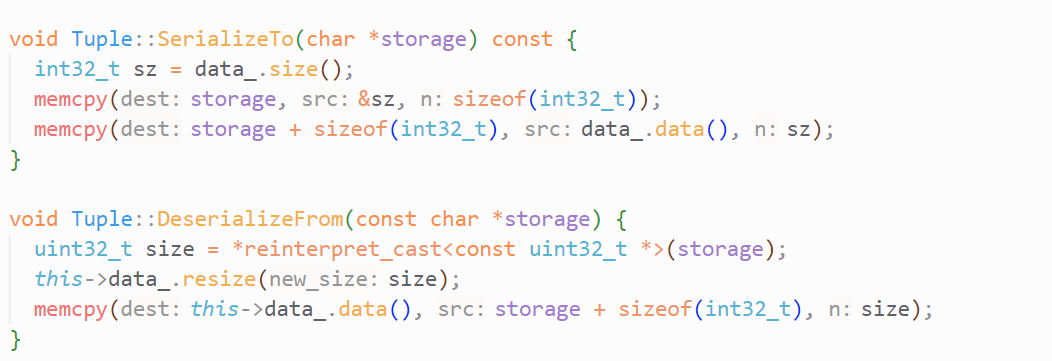 void Tuple::SerializeTo(char *storage) const {
int32_t sz = data_.size();
memcpy(dest: storage, src: &sz, n: sizeof(int32_t));
memcpy(dest: storage + sizeof(int32_t), src: data_.data(), n: sz);
}
void Tuple::DeserializeFrom(const char *storage) {
uint32_t size = *reinterpret_cast<const uint32_t *>(storage);
this->data_.resize(new_size: size);
memcpy(dest: this->data_.data(), src: storage + sizeof(int32_t), n: size);
}